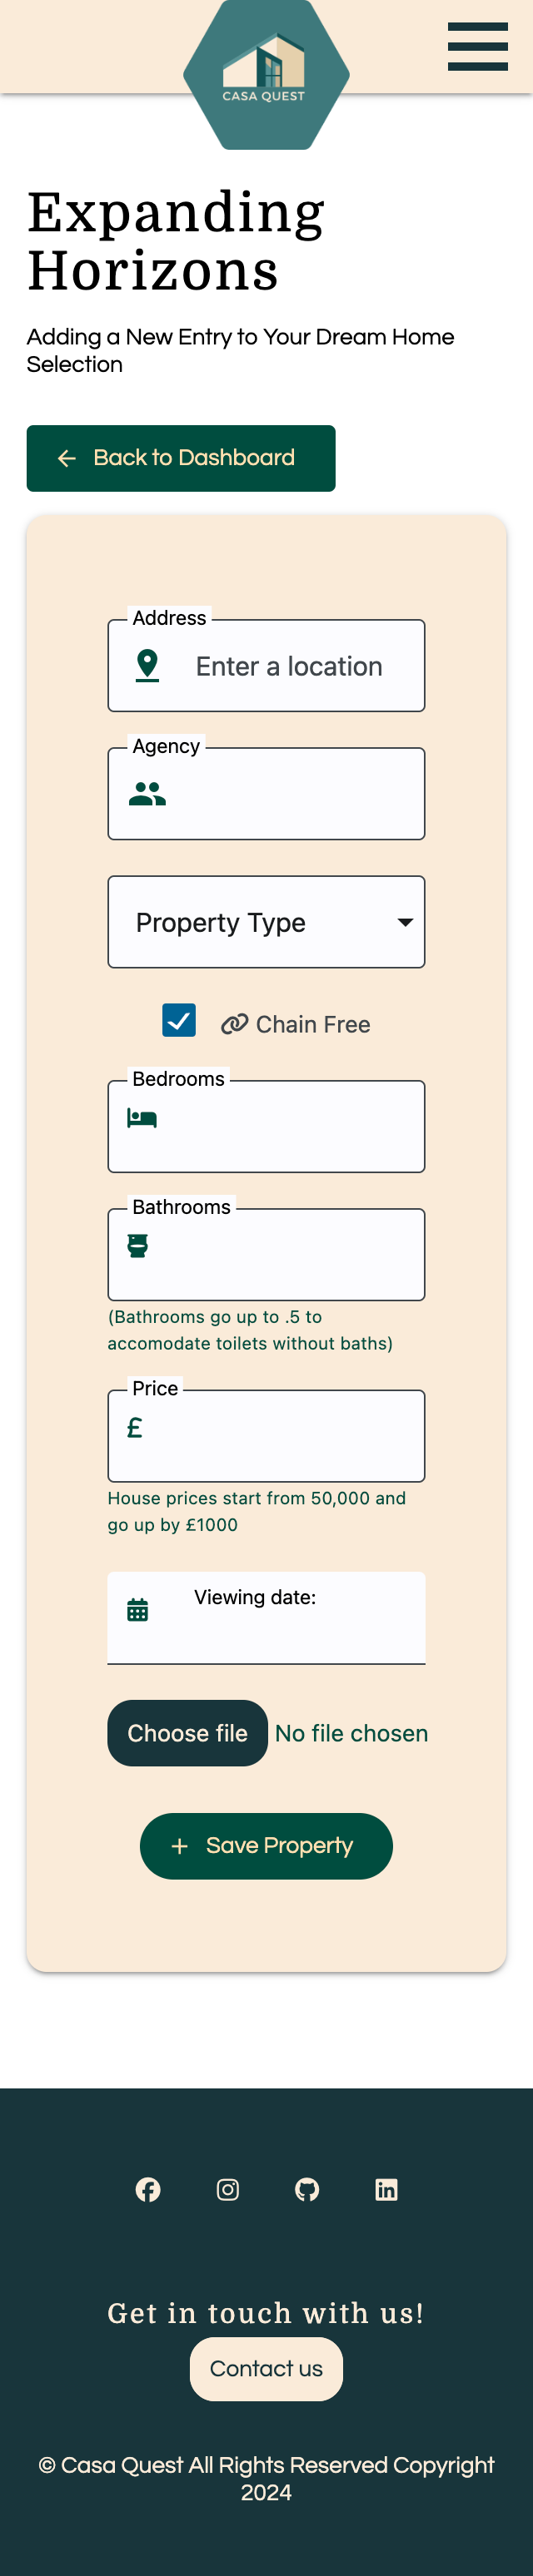 CASA QUEST
Expanding
Horizons
Adding a New Entry to Your Dream Home
Selection
Back to Dashboard
Address
Enter a location
Agency
Property Type
Chain Free
Bedrooms
Bathrooms
(Bathrooms go up to .5 to
accomodate toilets without baths)
Price
£
House prices start from 50,000 and
go up by £1000
Viewing date:
Choose file No file chosen
+ Save Property
Get in touch with us!
Contact us
© Casa Quest All Rights Reserved Copyright
2024